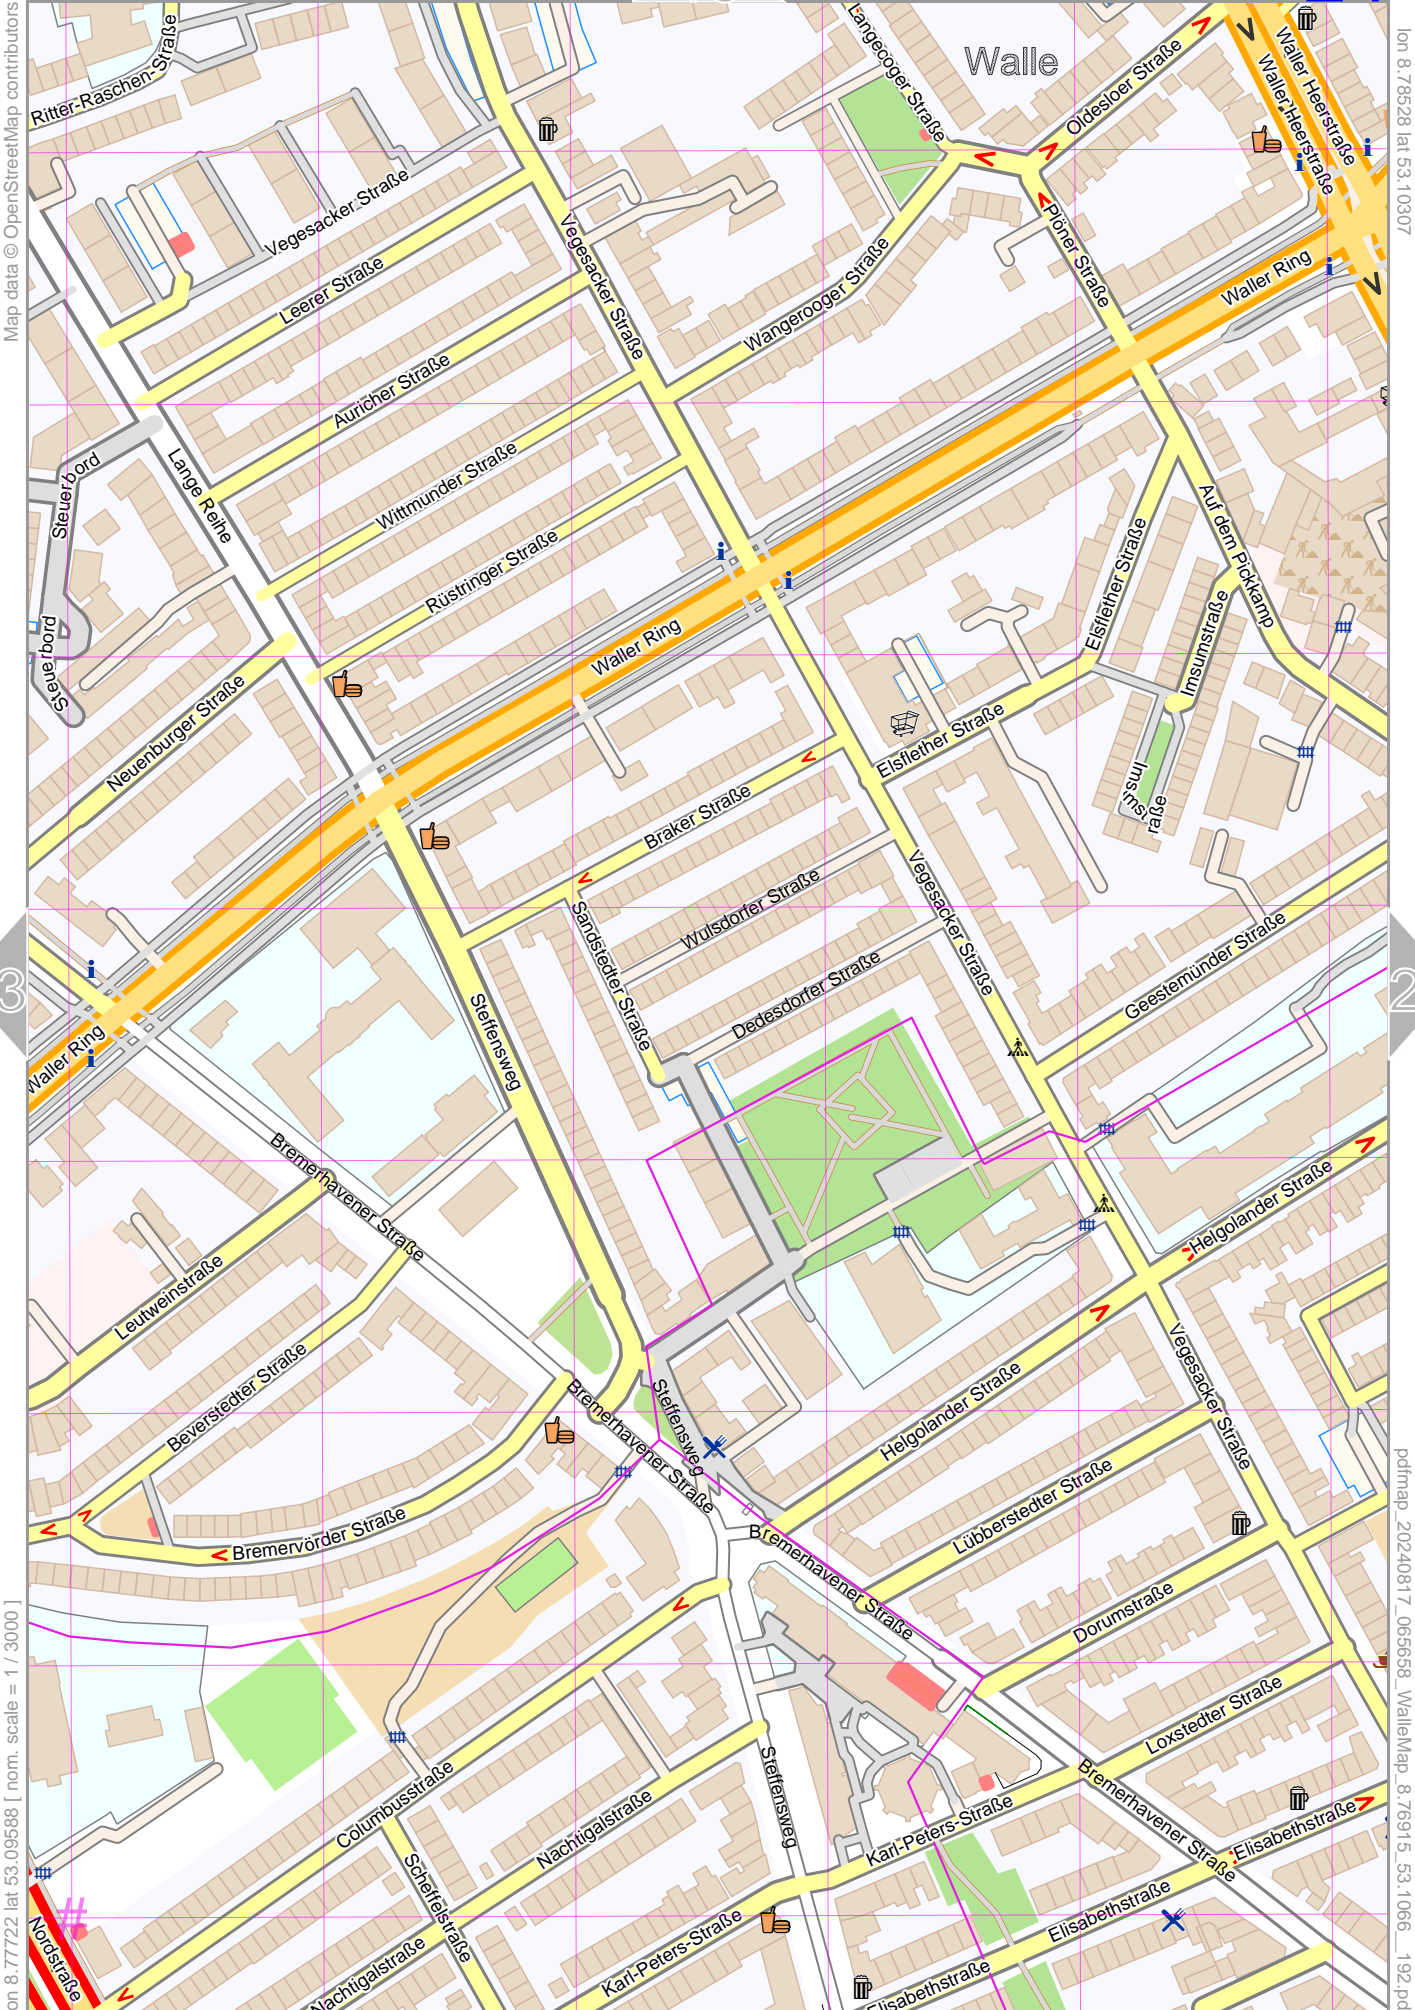 Map data © OpenStreetMap contributors
lon 8.78528 lat 53.10307
Walle
Ritter-Raschen-Straße
Langeooger Straße
Oldesloer Straße
Waller Heerstraße
Waller Heerstraße
Vegesacker Straße
Leerer Straße
Vegesacker Straße
Wangerooger Straße
Plöner Straße
Waller Ring
Auricher Straße
Steuerbord
Steuerbord
Lange Reihe
Wittmunder Straße
Rüstringer Straße
Auf dem Pickkamp
Elsflether Straße
Imsumstraße
Steuerbord
Waller Ring
Neuenburger Straße
Elsflether Straße
Imsumstraße
Braker Straße
Wulsdorfer Straße
Vegesacker Straße
Sandstedter Straße
Geestemünder Straße
Dedesdorfer Straße
3
2
Steffensweg
Waller Ring
Bremerhavener Straße
Helgolander Straße
Leutweinstraße
Beverstedter Straße
Vegesacker Straße
Helgolander Straße
Steffensweg
Bremerhavener Straße
Lübberstedter Straße
Bremervörder Straße
Bremerhavener Straße
Dorumstraße
Loxstedter Straße
Columbusstraße
Nachtigalstraße
Steffensweg
Karl-Peters-Straße
Bremerhavener Straße
Elisabethstraße
Scheffelstraße
Elisabethstraße
Nordstraße
#
Nachtigalstraße
Karl-Peters-Straße
Elisabethstraße
on 8.77722 lat 53.09588 [ nom. scale = 1 / 3000 ]
pdfmap_20240817_065658_WalleMap_8.76915_53.1066__192.pd